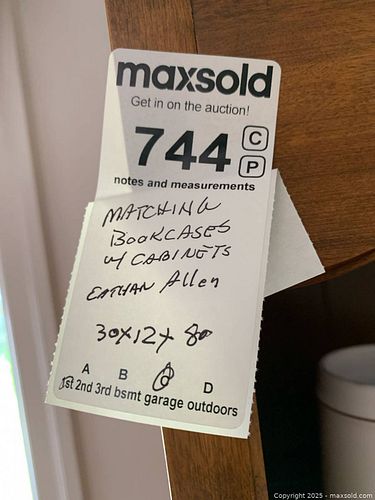 maxsold
Get in on the auction!
744 C
P
notes and measurements
MATCHING
BOOKCASES
W/ CABINETS
EATHAN Allen
30X12X 80
A B C D
1st 2nd 3rd bsmt garage outdoors
Copyright 2025 - maxsold.com